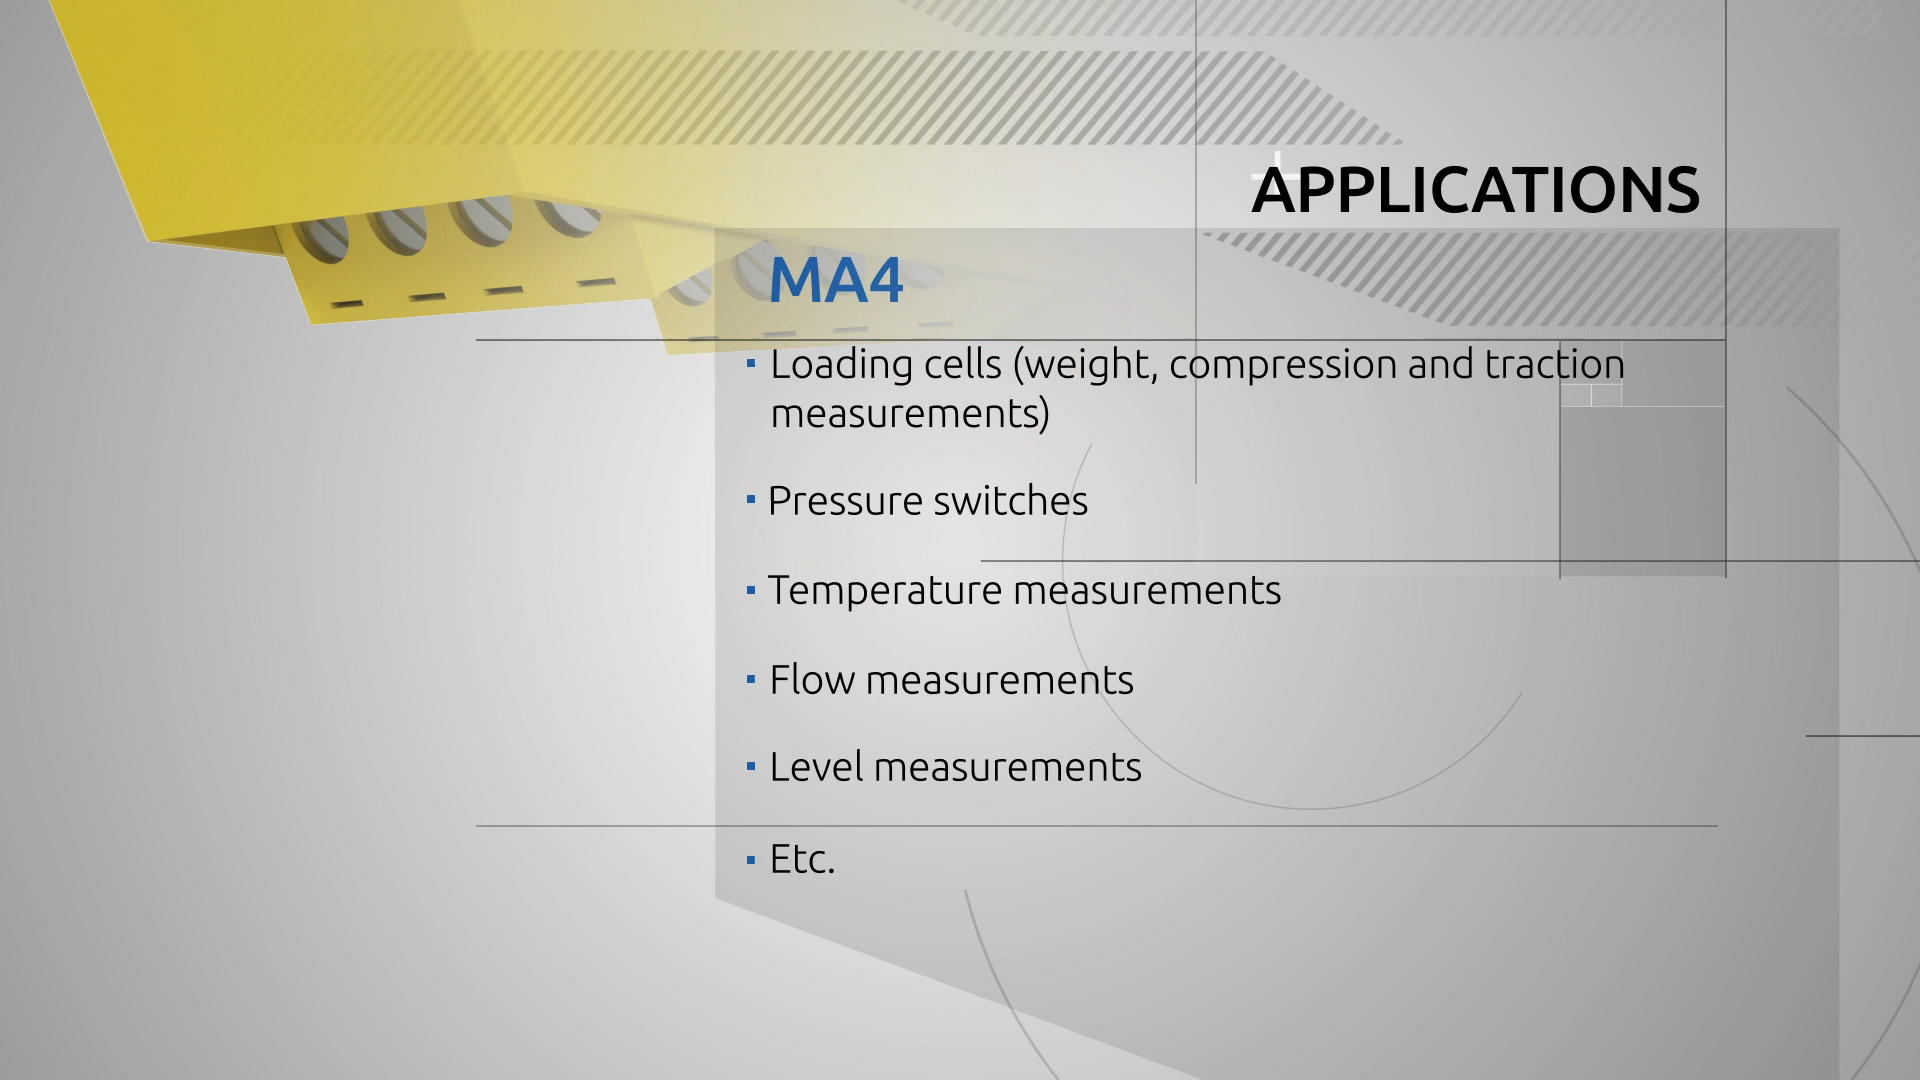 APPLICATIONS
MA4
▪ Loading cells (weight, compression and traction
measurements)
▪ Pressure switches
▪ Temperature measurements
▪ Flow measurements
▪ Level measurements
▪ Etc.